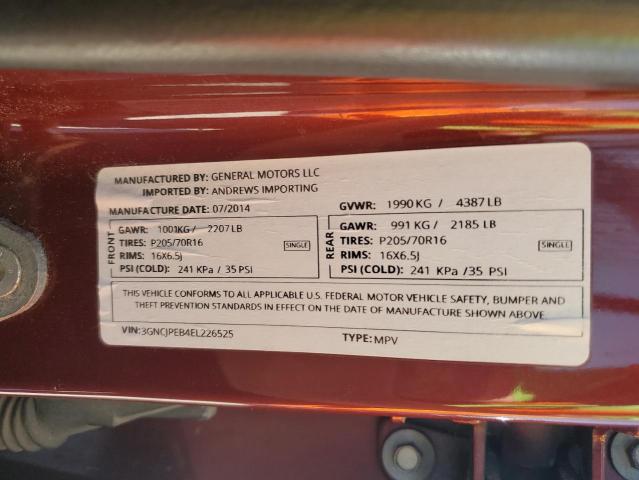 MANUFACTURED BY: GENERAL MOTORS LLC
IMPORTED BY: ANDREWS IMPORTING
MANUFACTURE DATE: 07/2014
GVWR: 1990 KG / 4387 LB
FRONT
GAWR: 1001KG / 2207 LB
TIRES: P205/70R16
SINGLE
RIMS: 16X6.5J
PSI (COLD): 241 KPa / 35 PSI
REAR
GAWR: 991 KG / 2185 LB
TIRES: P205/70R16
SINGLE
RIMS: 16X6.5J
PSI (COLD): 241 KPa /35 PSI
THIS VEHICLE CONFORMS TO ALL APPLICABLE U.S. FEDERAL MOTOR VEHICLE SAFETY, BUMPER AND
THEFT PREVENTION STANDARDS IN EFFECT ON THE DATE OF MANUFACTURE SHOWN ABOVE.
VIN: 3GNCJPEB4EL226525
TYPE: MPV